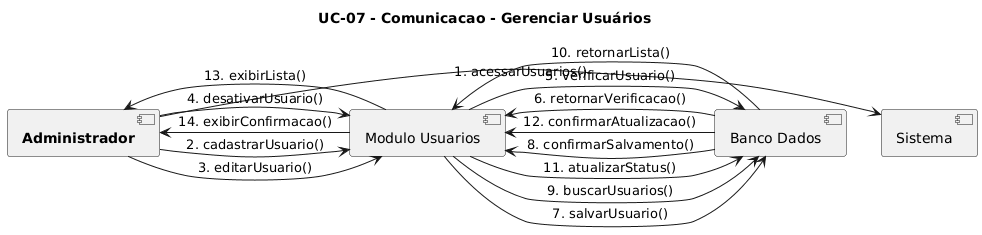 UC-07 - Comunicacao - Gerenciar Usuários
10. retornarLista()
1. acessarUsuarios()
5. verificarUsuario()
13. exibirLista()
4. desativarUsuario()
6. retornarVerificacao()
14. exibirConfirmacao()
12. confirmarAtualizacao()
Administrador
Modulo Usuarios
Banco Dados
Sistema
2. cadastrarUsuario()
8. confirmarSalvamento()
3. editarUsuario()
11. atualizarStatus()
9. buscarUsuarios()
7. salvarUsuario()